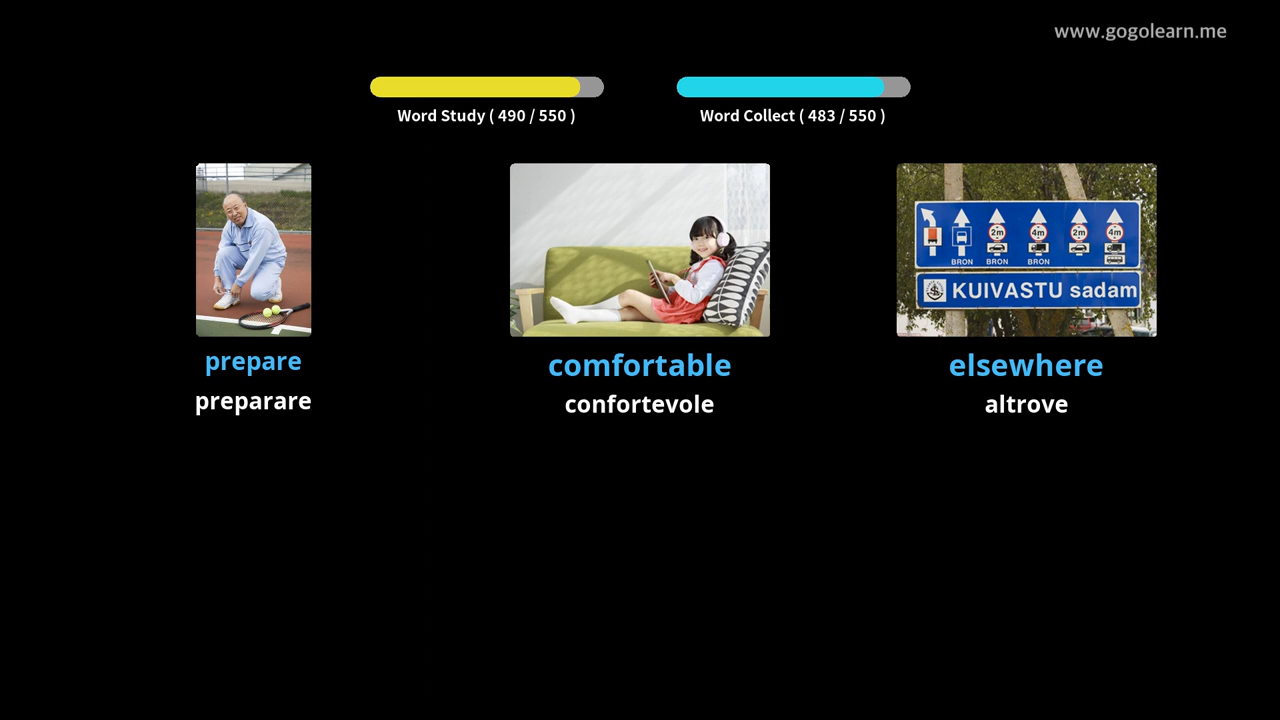 www.gogolearn.me
Word Study ( 490 / 550 )
Word Collect ( 483 / 550 )
2m
4m
2m
4m
BRON
BRON
BRON
KUIVASTU sadam
prepare
comfortable
elsewhere
preparare
confortevole
altrove